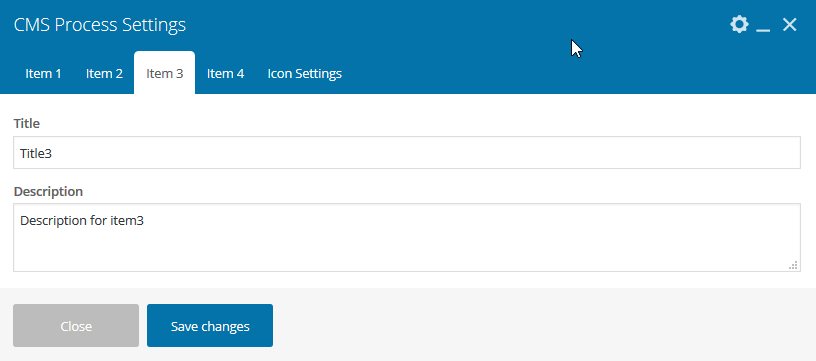 CMS Process Settings
Item 1 Item 2 Item 3 Item 4 Icon Settings
Title
Title3
Description
Description for item3
Close Save changes